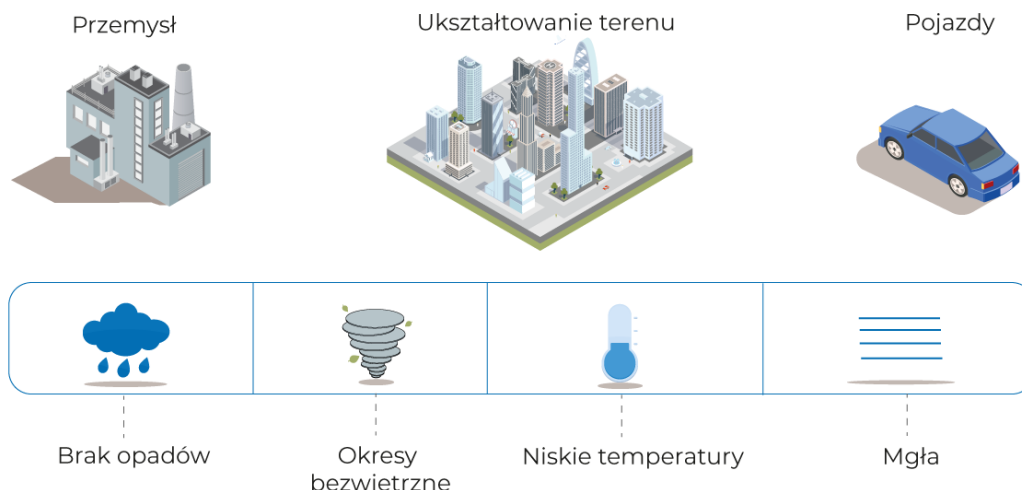 Przemysł
Ukształtowanie terenu
Pojazdy
Brak opadów
Okresy
bezwietrzne
Niskie temperatury
Mgła